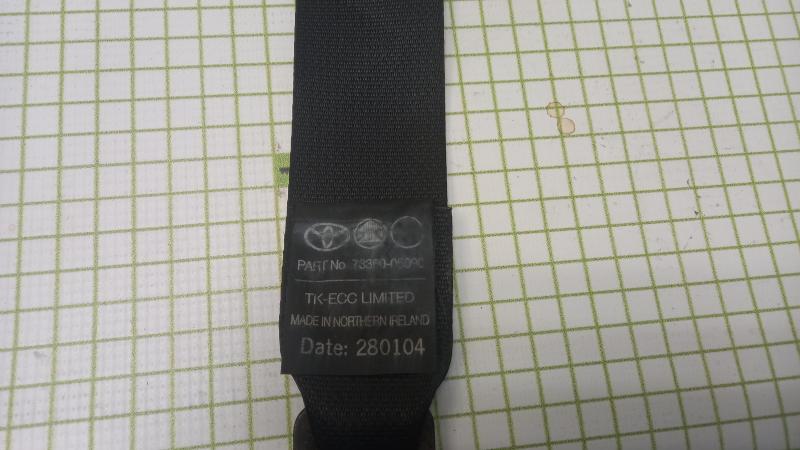 PART No
TK-ECC LIMITED
MADE IN NORTHERN IRELAND
Date: 280104